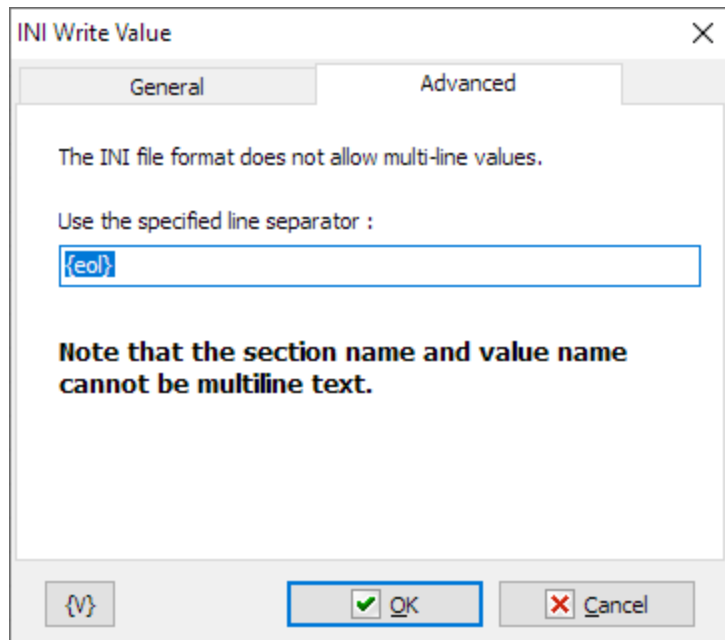 INI Write Value
General
Advanced
The INI file format does not allow multi-line values.
Use the specified line separator :
{eol}
Note that the section name and value name
cannot be multiline text.
{V}
OK
Cancel